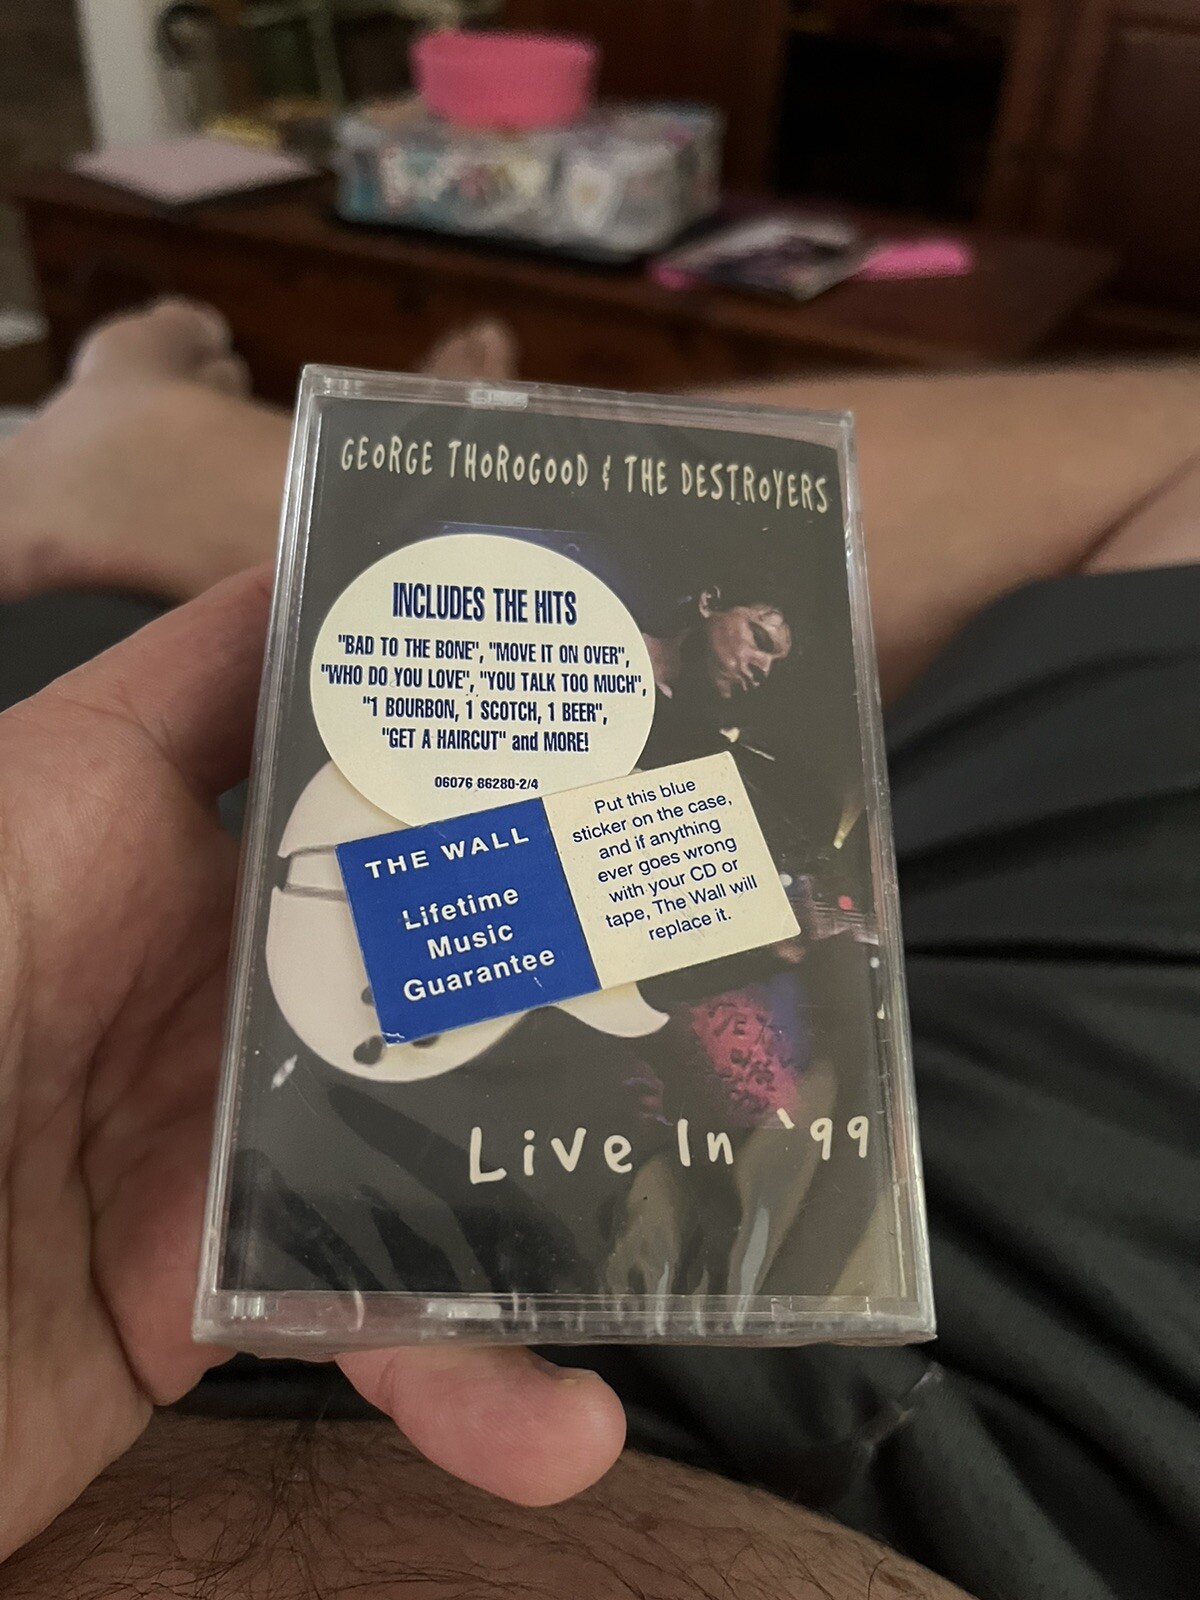 GEORGE THOROGOOD & THE DESTROYERS
INCLUDES THE HITS
"BAD TO THE BONE", "MOVE IT ON OVER",
"WHO DO YOU LOVE", "YOU TALK TOO MUCH",
"1 BOURBON, 1 SCOTCH, 1 BEER",
"GET A HAIRCUT" and MORE!
06076 86280-2/4
THE WALL
Lifetime
Music
Guarantee
Put this blue
sticker on the case,
and if anything
ever goes wrong
with your CD or
tape, The Wall will
replace it.
Live In '99